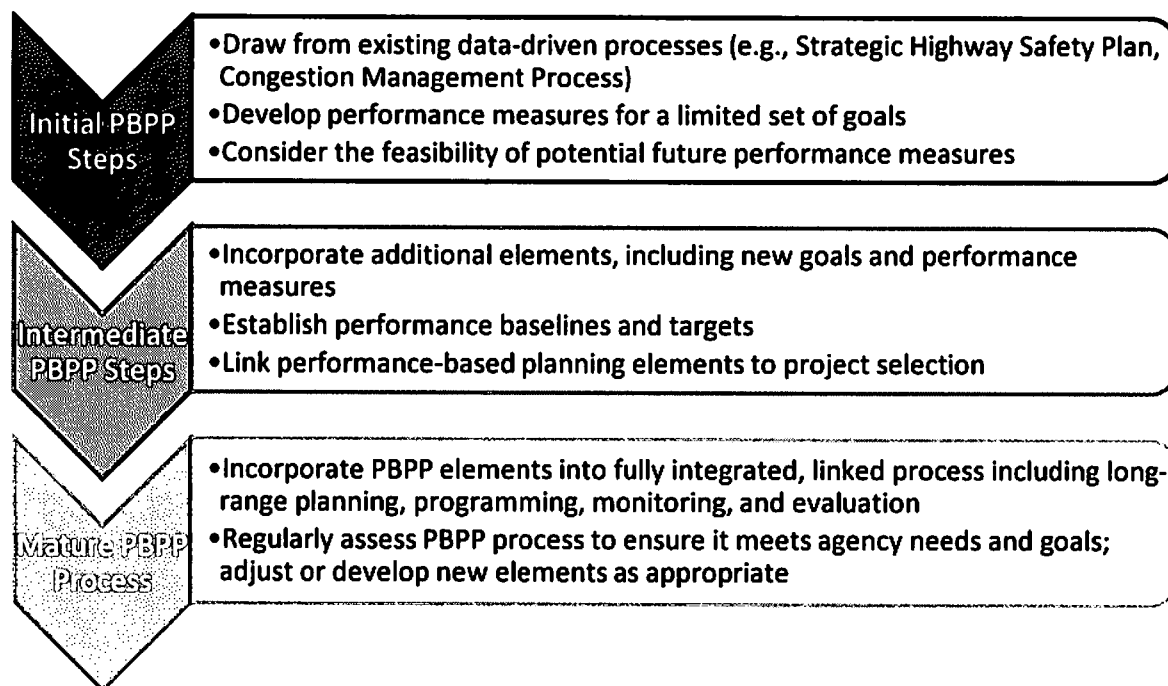 Initial PBPP
Steps
•Draw from existing data-driven processes (e.g., Strategic Highway Safety Plan,
Congestion Management Process)
•Develop performance measures for a limited set of goals
•Consider the feasibility of potential future performance measures
Intermediate
PBPP Steps
•Incorporate additional elements, including new goals and performance
measures
•Establish performance baselines and targets
•Link performance-based planning elements to project selection
Mature PBPP
Process
•Incorporate PBPP elements into fully integrated, linked process including long-
range planning, programming, monitoring, and evaluation
•Regularly assess PBPP process to ensure it meets agency needs and goals;
adjust or develop new elements as appropriate